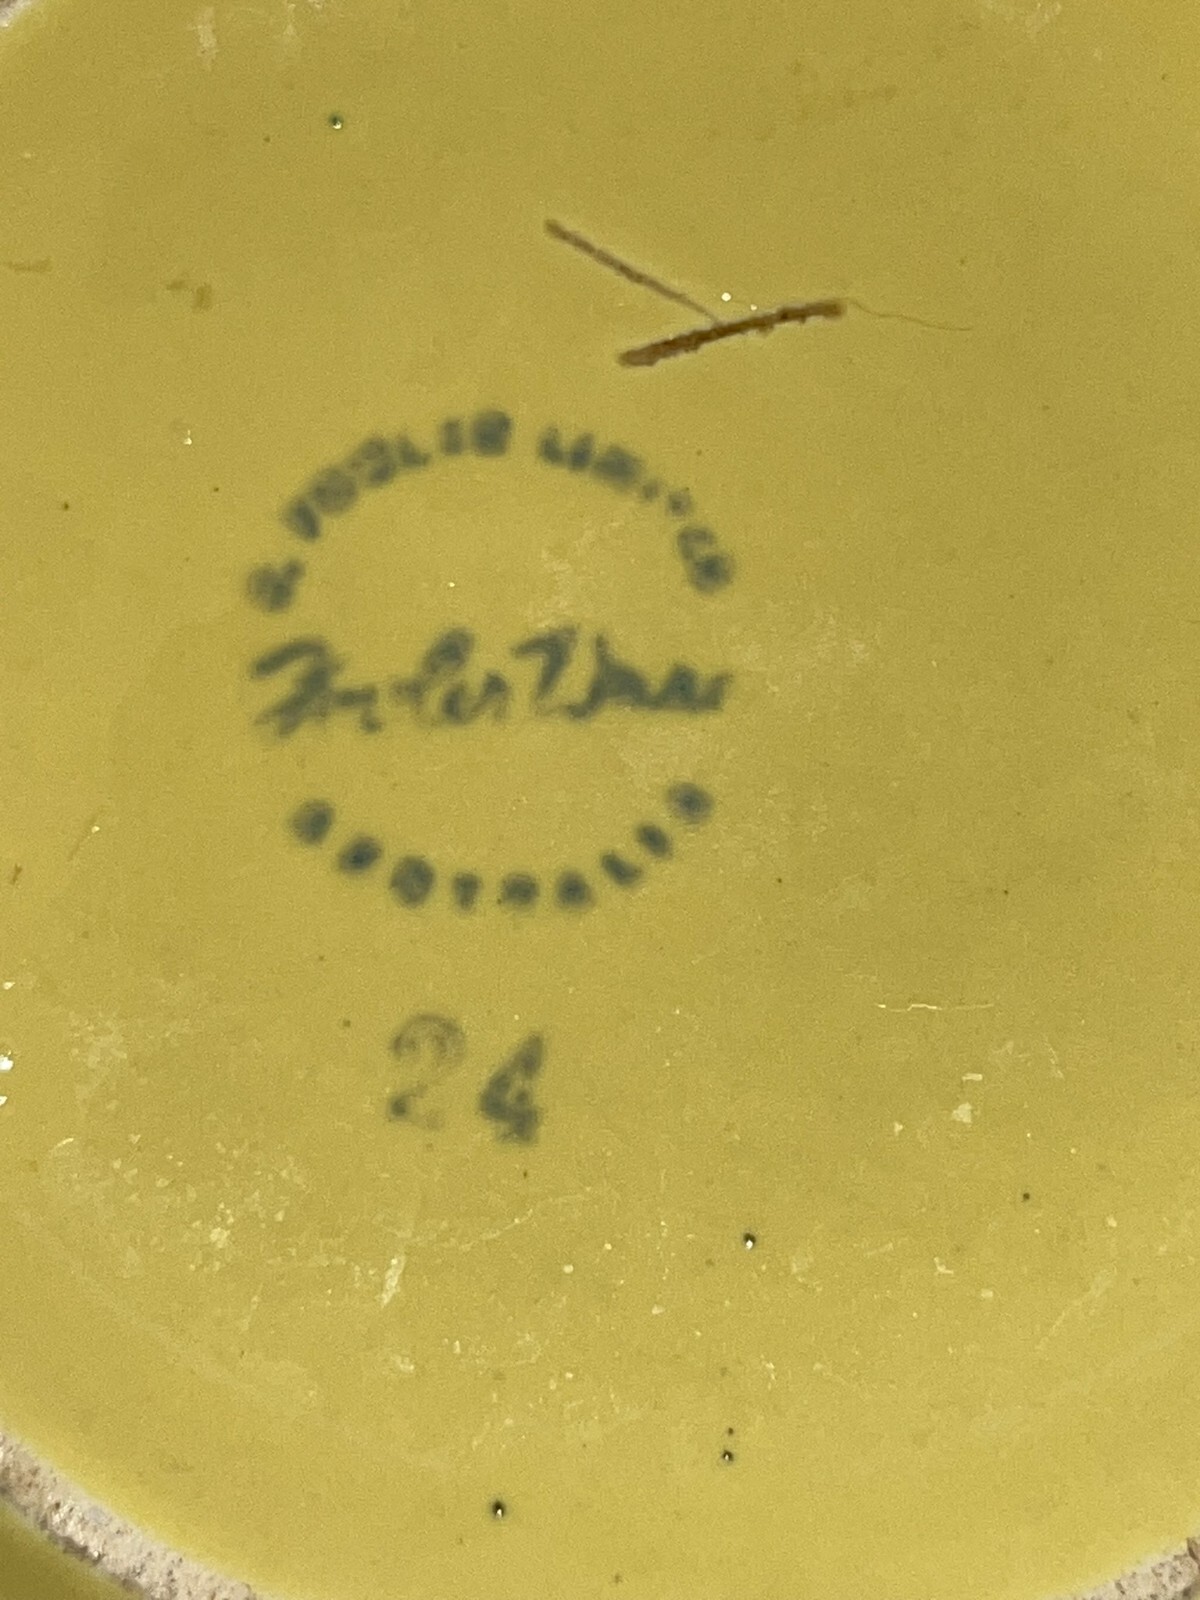 R. FOWLER LIMITED
Fowler Ware
AUSTRALIA
24